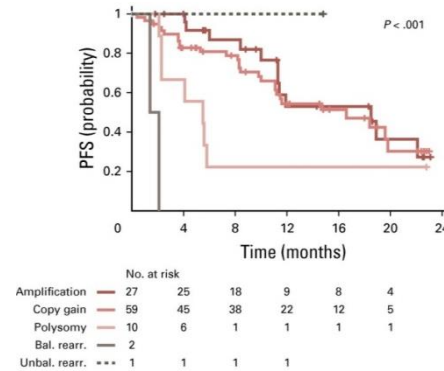 1
P < .001
0.8
0.6
0.4
0.2
PFS (probability)
0 4 8 12 16 20 24
Time (months)
No. at risk
Amplification 27 25 18 9 8 4
Copy gain 59 45 38 22 12 5
Polysomy 10 6 1 1 1 1
Bal. rearr. 2
Unbal. rearr. 1 1 1 1